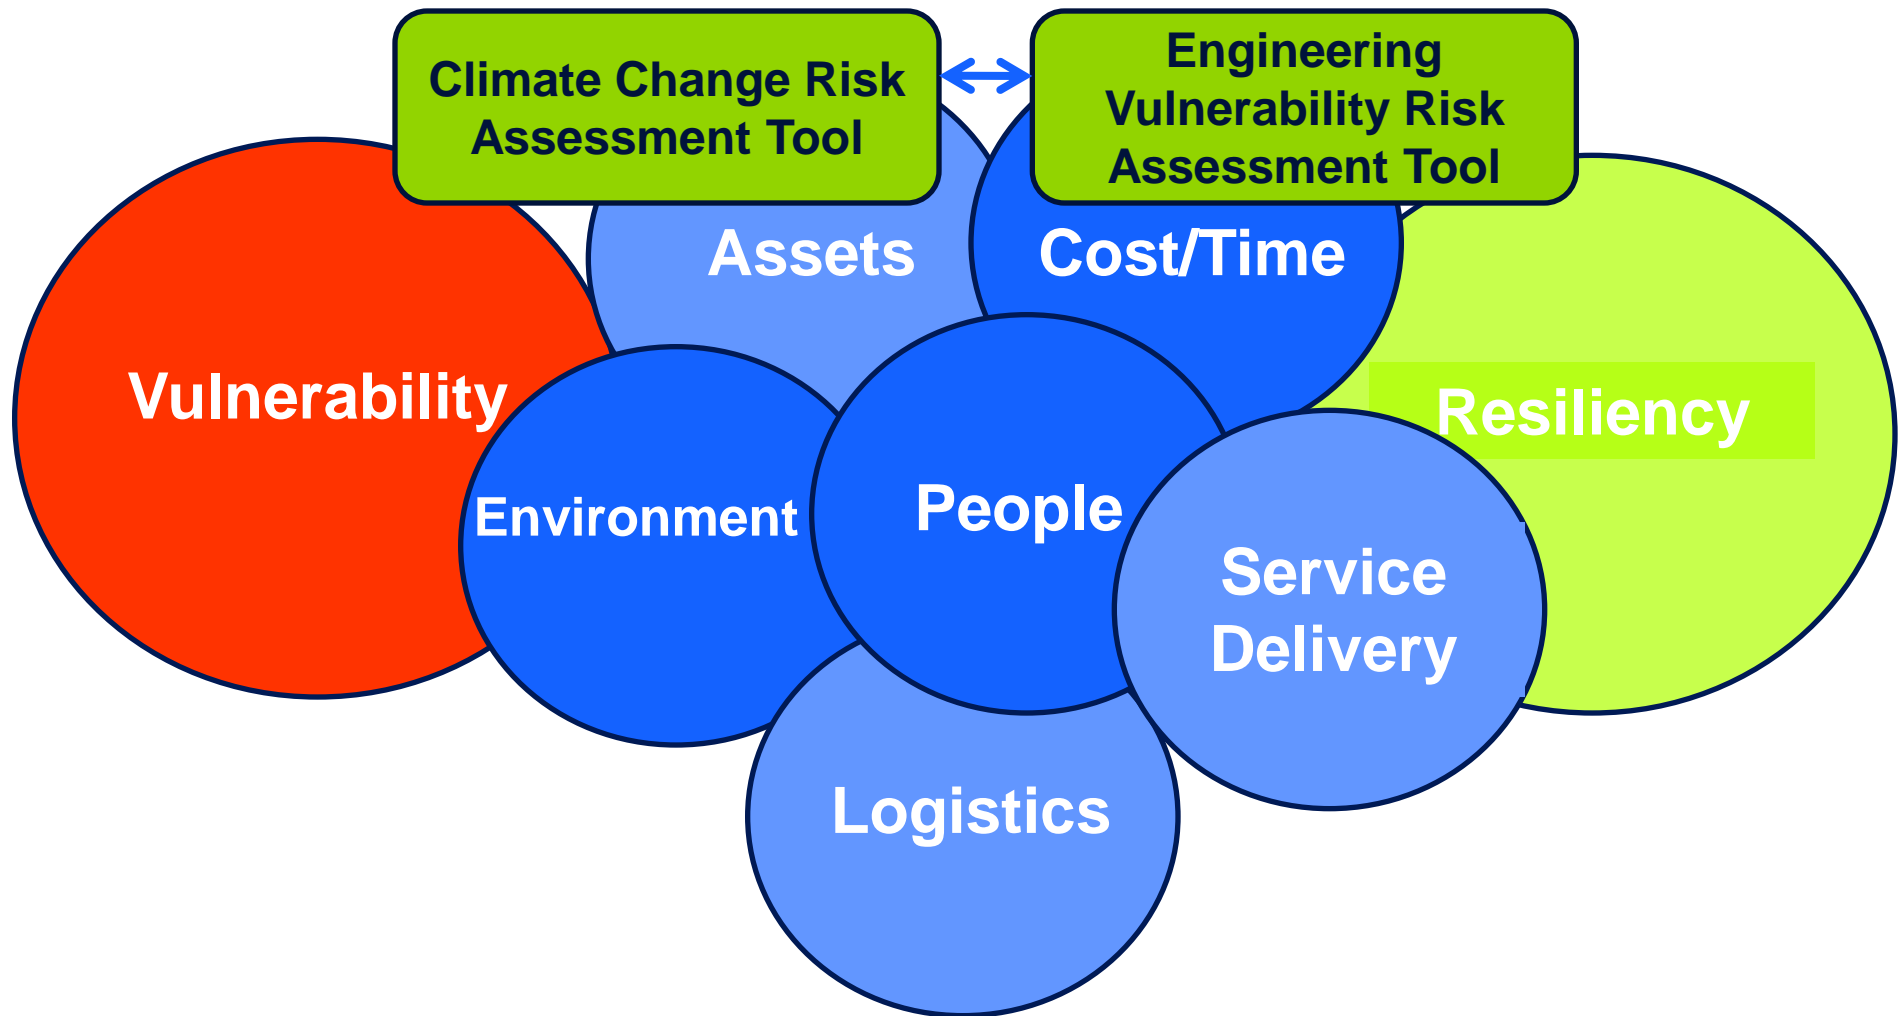 Climate Change Risk
Assessment Tool
Engineering
Vulnerability Risk
Assessment Tool
Assets
Cost/Time
Vulnerability
Resiliency
Environment
People
Service
Delivery
Logistics